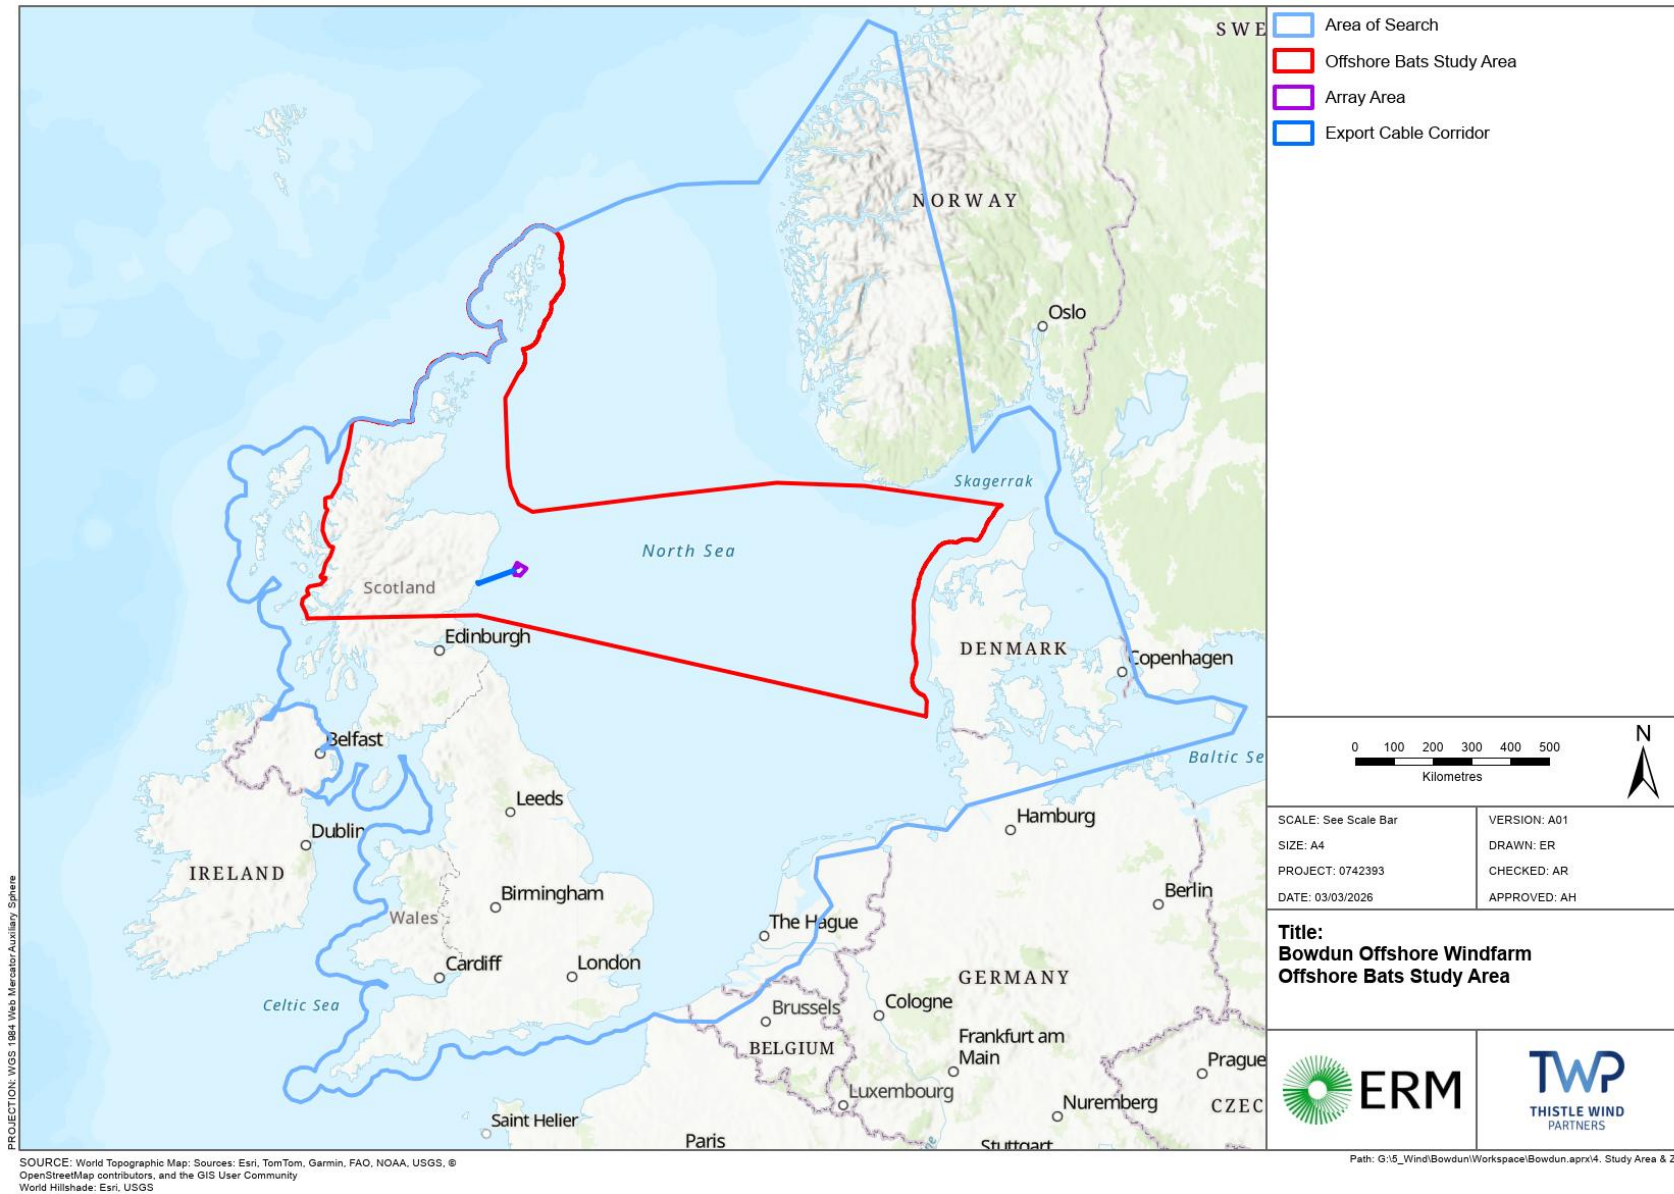 SWE
NORWAY
Oslo
Skagerrak
North Sea
Scotland
Edinburgh
DENMARK
Copenhagen
Belfast
Baltic Se
Leeds
Hamburg
Dublin
IRELAND
Birmingham
Berlin
Wales
The Hague
Cardiff
London
GERMANY
Celtic Sea
Brussels
Cologne
BELGIUM
Frankfurt am
Main
Prague
Luxembourg
Nuremberg
CZEC
Saint Helier
Paris
Stuttgart
Area of Search
Offshore Bats Study Area
Array Area
Export Cable Corridor
0 100 200 300 400 500
Kilometres
N
SCALE: See Scale Bar
SIZE: A4
PROJECT: 0742393
DATE: 03/03/2026
VERSION: A01
DRAWN: ER
CHECKED: AR
APPROVED: AH
Title:
Bowdun Offshore Windfarm
Offshore Bats Study Area
ERM
TWP
THISTLE WIND
PARTNERS
PROJECTION: WGS 1984 Web Mercator Auxiliary Sphere
SOURCE: World Topographic Map: Sources: Esri, TomTom, Garmin, FAO, NOAA, USGS, ©
OpenStreetMap contributors, and the GIS User Community
World Hillshade: Esri, USGS
Path: G:\5_Wind\Bowdun\Workspace\Bowdun.aprx\4. Study Area & Z